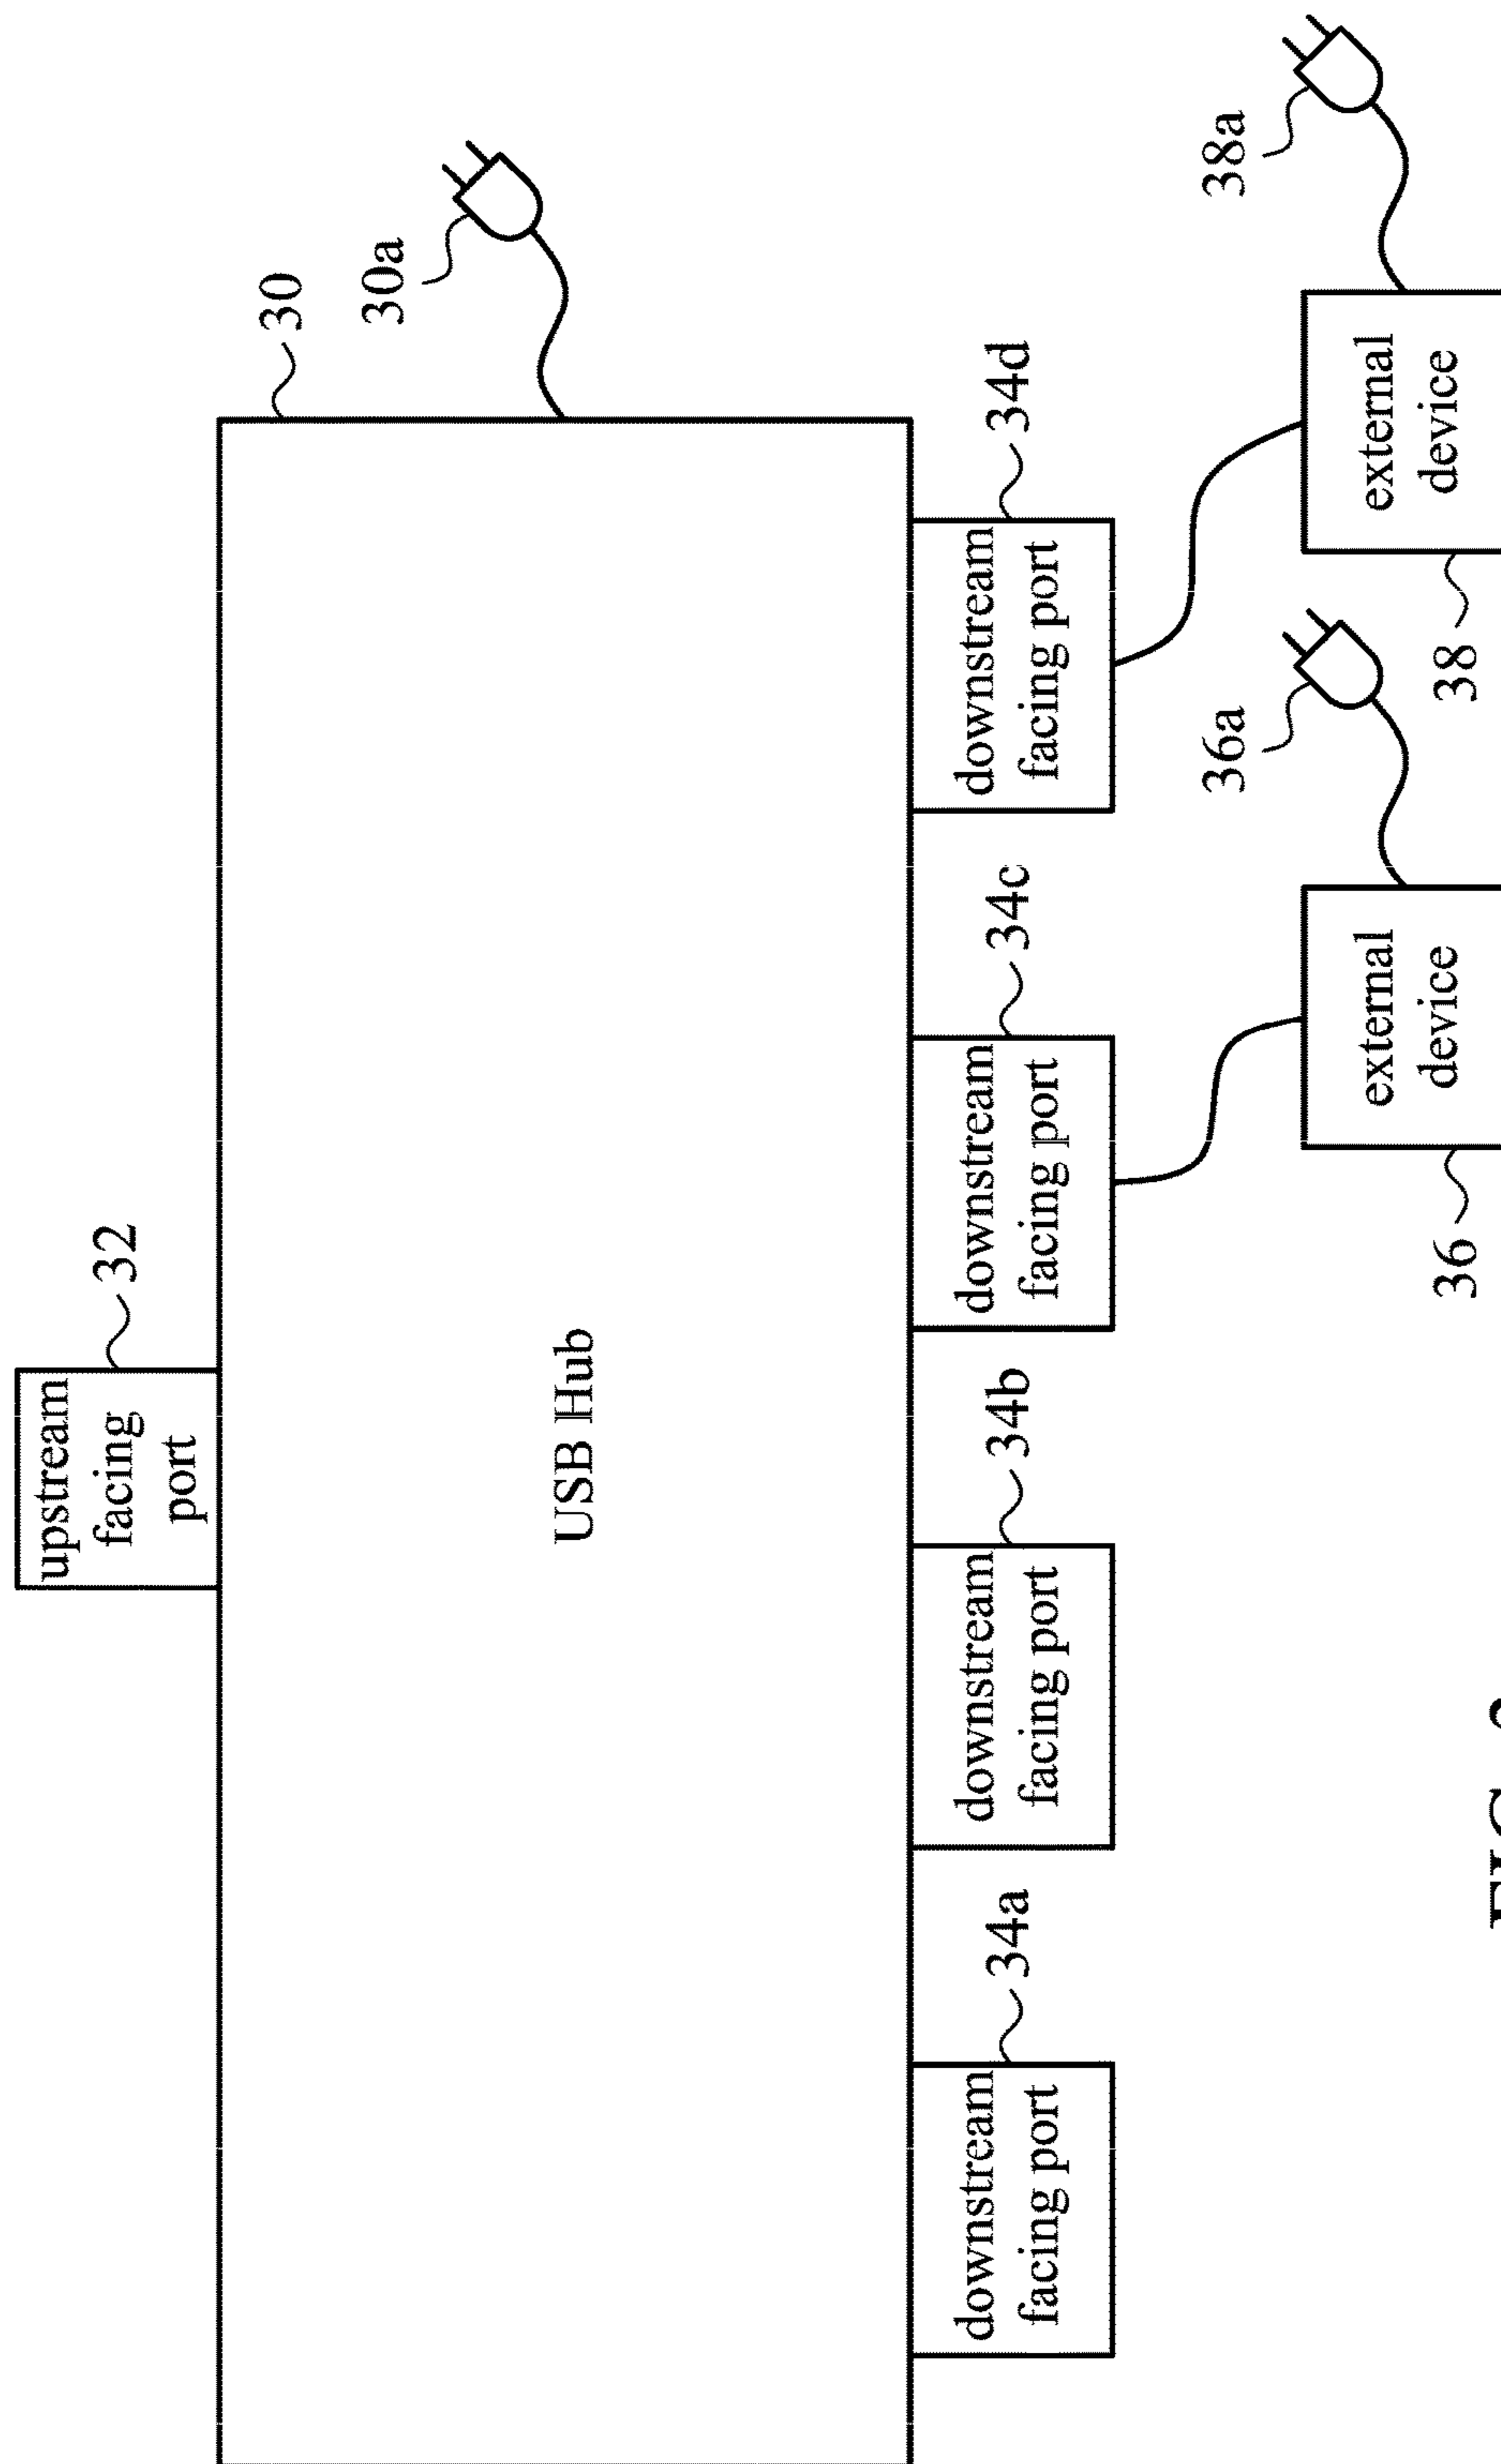 upstream
facing
port
32
30
30a
USB Hub
downstream
facing port
34a
downstream
facing port
34b
downstream
facing port
34c
downstream
facing port
34d
36
external
device
36a
38
external
device
38a